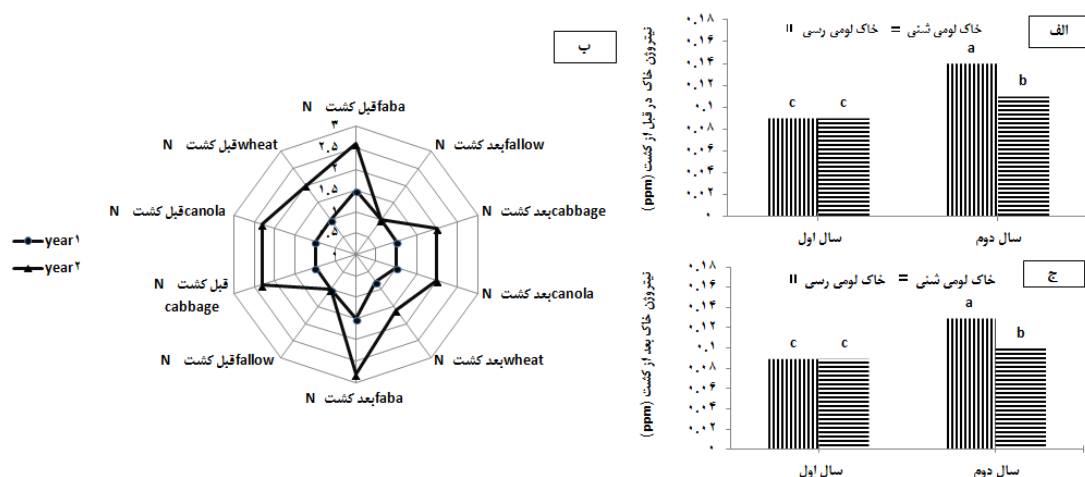 الف
نیتروژن خاک در قبل از کشت (ppm)
۰.۱۸
۰.۱۶
۰.۱۴
۰.۱۲
۰.۱
۰.۰۸
۰.۰۶
۰.۰۴
۰.۰۲
۰
خاک لومی رسی
خاک لومی شنی
c
c
a
b
سال اول
سال دوم
ب
N قبل کشت faba
N بعد کشت fallow
N بعد کشت cabbage
N بعد کشت canola
N بعد کشت wheat
N بعد کشت faba
N قبل کشت fallow
N قبل کشت
cabbage
N قبل کشت canola
N قبل کشت wheat
۳
۲.۵
۲
۱.۵
۱
۰.۵
۰
year۱
year۲
ج
نیتروژن خاک بعد از کشت (ppm)
۰.۱۸
۰.۱۶
۰.۱۴
۰.۱۲
۰.۱
۰.۰۸
۰.۰۶
۰.۰۴
۰.۰۲
۰
خاک لومی رسی
خاک لومی شنی
c
c
a
b
سال اول
سال دوم